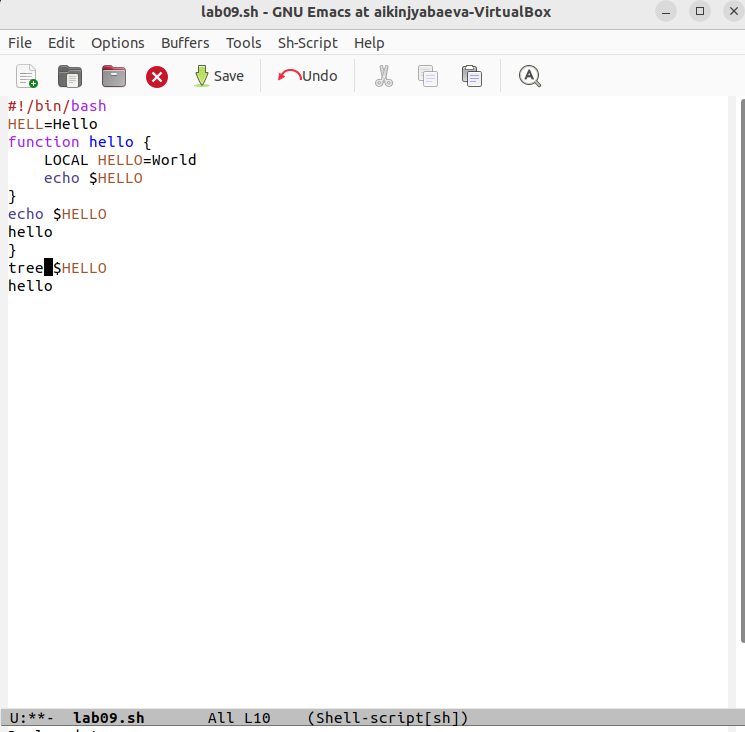 lab09.sh - GNU Emacs at aikinjyabaeva-VirtualBox
File Edit Options Buffers Tools Sh-Script Help
Save Undo
#!/bin/bash
HELL=Hello
function hello {
    LOCAL HELLO=World
    echo $HELLO
}
echo $HELLO
hello
}
tree $HELLO
hello
U:**-  lab09.sh       All L10    (Shell-script[sh])